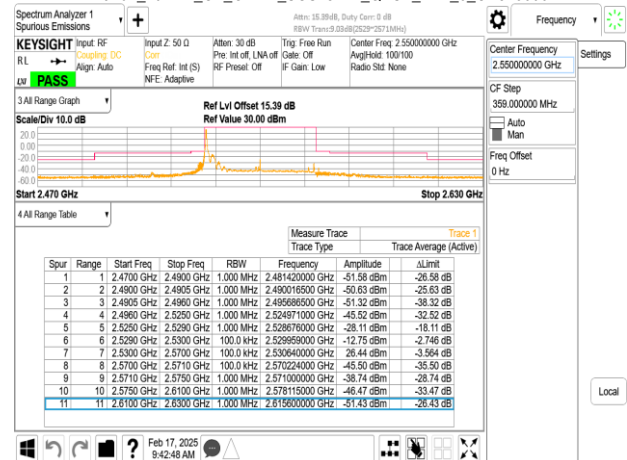 Spectrum Analyzer 1
Spurious Emissions
Attn: 15.39dB, Duty Corr: 0 dB
RBW Trans:9.03dB(2529~2571MHz)
Frequency
KEYSIGHT
RL
PASS
Input: RF
Coupling: DC
Align: Auto
Input Z: 50 Ω
Corr
Freq Ref: Int (S)
NFE: Adaptive
Atten: 30 dB
Pre: Int off, LNA off
RF Presel: Off
Trig: Free Run
Gate: Off
IF Gain: Low
Center Freq: 2.550000000 GHz
Avg|Hold: 100/100
Radio Std: None
Center Frequency
2.55000000 GHz
Settings
CF Step
359.000000 MHz
Auto
Man
Freq Offset
0 Hz
Local
3 All Range Graph
Scale/Div 10.0 dB
Ref Lvl Offset 15.39 dB
Ref Value 30.00 dBm
20.0
0.00
-20.0
-40.0
-60.0
Start 2.470 GHz
Stop 2.630 GHz
4 All Range Table
Measure Trace Trace 1
Trace Type Trace Average (Active)
Spur Range Start Freq Stop Freq RBW Frequency Amplitude ΔLimit
1 1 2.4700 GHz 2.4900 GHz 1.000 MHz 2.481420000 GHz -51.58 dBm -26.58 dB
2 2 2.4900 GHz 2.4905 GHz 1.000 MHz 2.490016500 GHz -50.63 dBm -25.63 dB
3 3 2.4905 GHz 2.4960 GHz 1.000 MHz 2.495686500 GHz -51.32 dBm -38.32 dB
4 4 2.4960 GHz 2.5250 GHz 1.000 MHz 2.524971000 GHz -45.52 dBm -32.52 dB
5 5 2.5250 GHz 2.5290 GHz 1.000 MHz 2.528676000 GHz -28.11 dBm -18.11 dB
6 6 2.5290 GHz 2.5300 GHz 100.0 kHz 2.529959000 GHz -12.75 dBm -2.746 dB
7 7 2.5300 GHz 2.5700 GHz 100.0 kHz 2.530640000 GHz 26.44 dBm -3.564 dB
8 8 2.5700 GHz 2.5710 GHz 100.0 kHz 2.570224000 GHz -45.50 dBm -35.50 dB
9 9 2.5710 GHz 2.5750 GHz 1.000 MHz 2.571000000 GHz -38.74 dBm -28.74 dB
10 10 2.5750 GHz 2.6100 GHz 1.000 MHz 2.578115000 GHz -46.47 dBm -33.47 dB
11 11 2.6100 GHz 2.6300 GHz 1.000 MHz 2.615600000 GHz -51.43 dBm -26.43 dB
Feb 17, 2025
9:42:48 AM